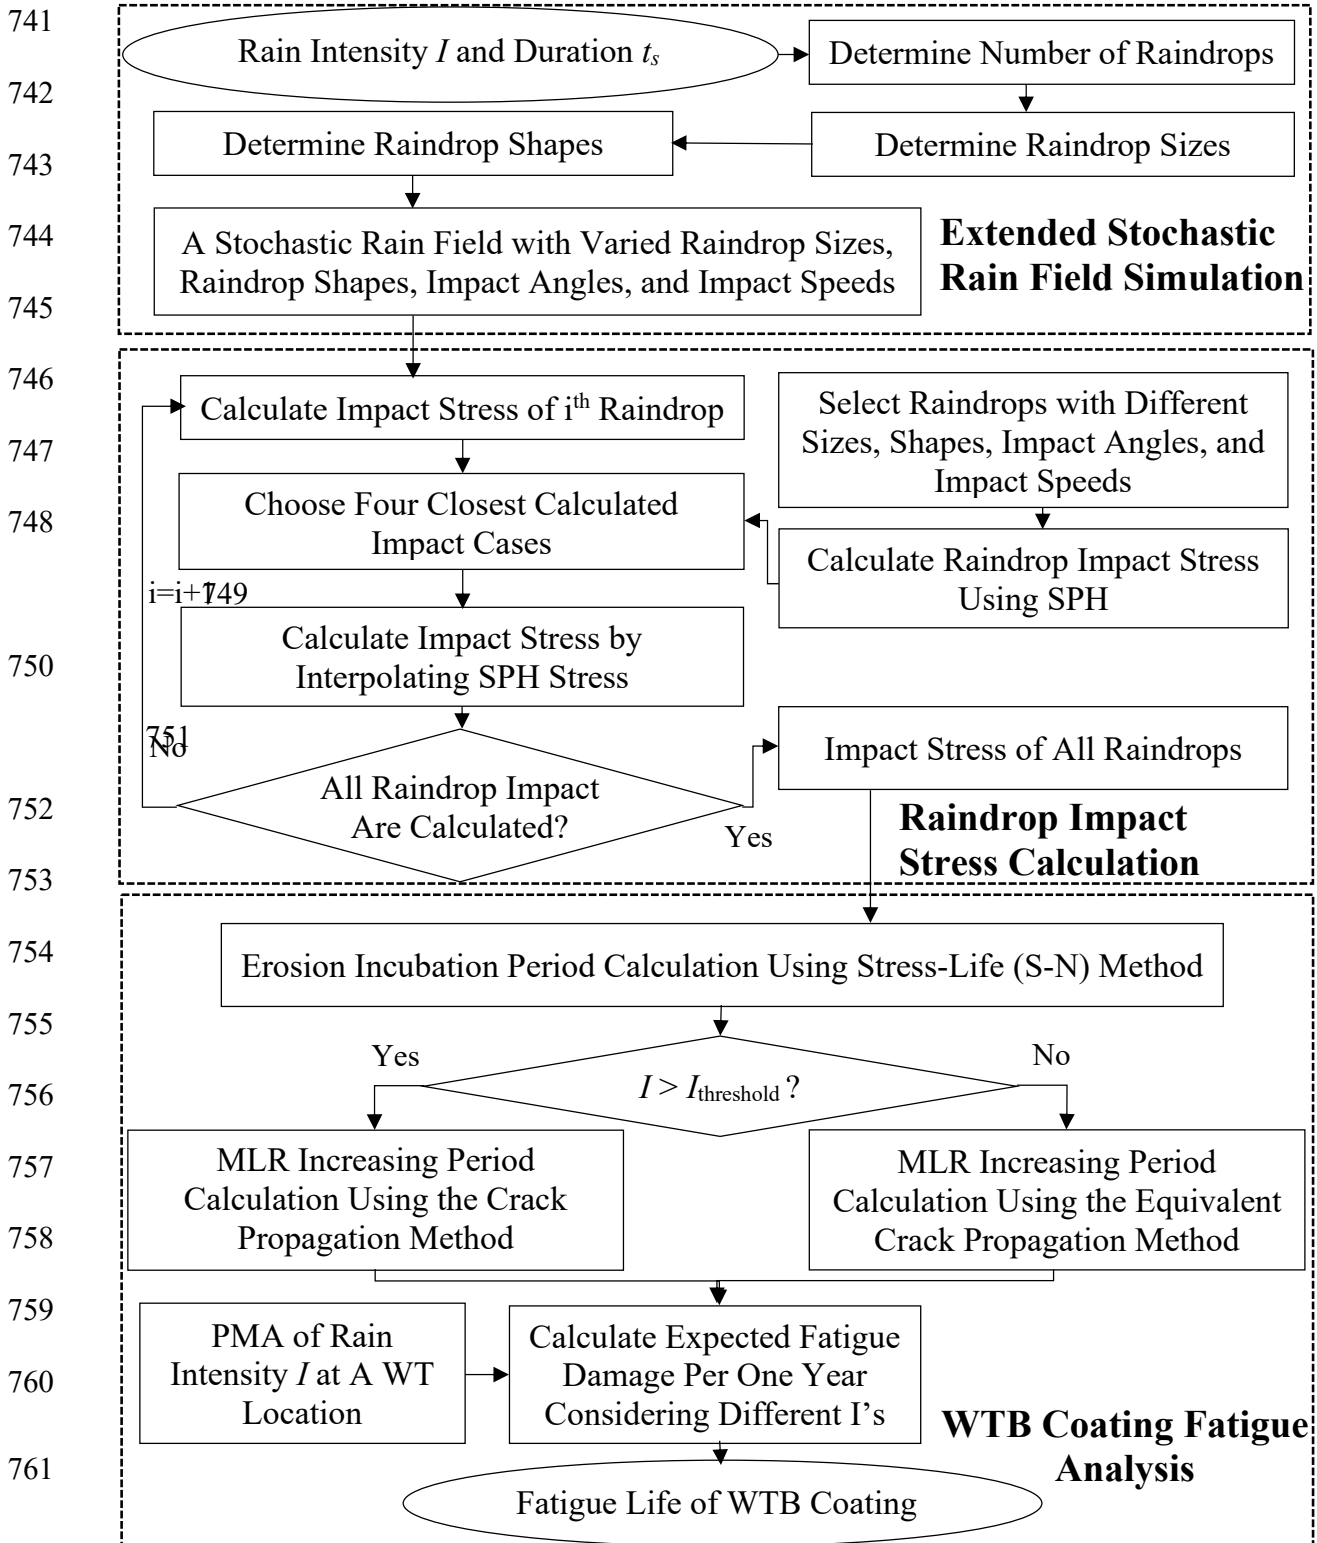 741
Rain Intensity I and Duration ts
Determine Number of Raindrops
742
Determine Raindrop Shapes
Determine Raindrop Sizes
743
744
A Stochastic Rain Field with Varied Raindrop Sizes,
Raindrop Shapes, Impact Angles, and Impact Speeds
Extended Stochastic
Rain Field Simulation
745
746
Calculate Impact Stress of ith Raindrop
Select Raindrops with Different
Sizes, Shapes, Impact Angles, and
Impact Speeds
747
Choose Four Closest Calculated
Impact Cases
748
Calculate Raindrop Impact Stress
Using SPH
i=i+1
749
Calculate Impact Stress by
Interpolating SPH Stress
750
751
No
Impact Stress of All Raindrops
All Raindrop Impact
Are Calculated?
752
Yes
Raindrop Impact
Stress Calculation
753
754
Erosion Incubation Period Calculation Using Stress-Life (S-N) Method
755
Yes
No
I > Ithreshold ?
756
757
MLR Increasing Period
Calculation Using the Crack
Propagation Method
MLR Increasing Period
Calculation Using the Equivalent
Crack Propagation Method
758
759
PMA of Rain
Intensity I at A WT
Location
Calculate Expected Fatigue
Damage Per One Year
Considering Different I's
760
WTB Coating Fatigue
Analysis
761
Fatigue Life of WTB Coating